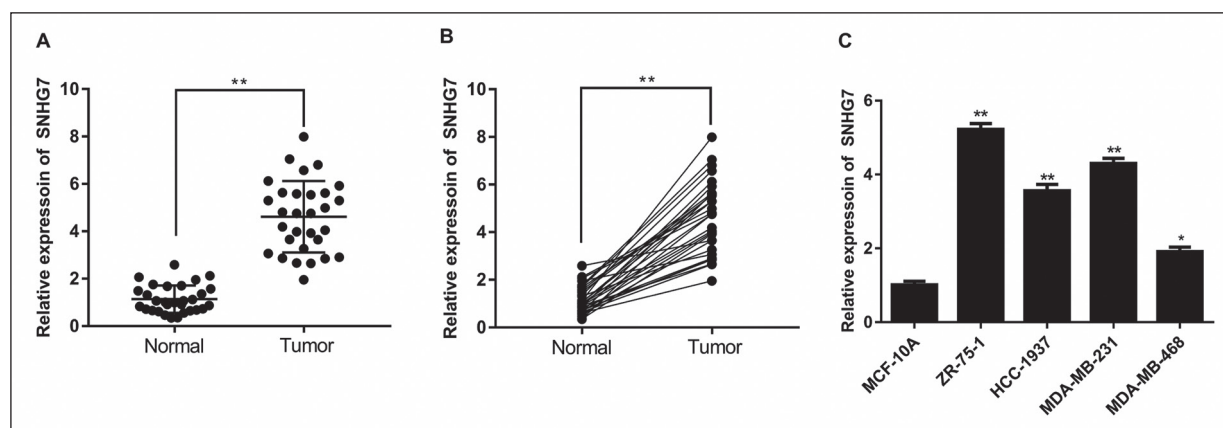 A
Relative expressoin of SNHG7
10
8
6
4
2
0
**
Normal
Tumor
B
Relative expressoin of SNHG7
10
8
6
4
2
0
**
Normal
Tumor
C
Relative expressoin of SNHG7
6
4
2
0
**
**
**
*
MCF-10A
ZR-75-1
HCC-1937
MDA-MB-231
MDA-MB-468